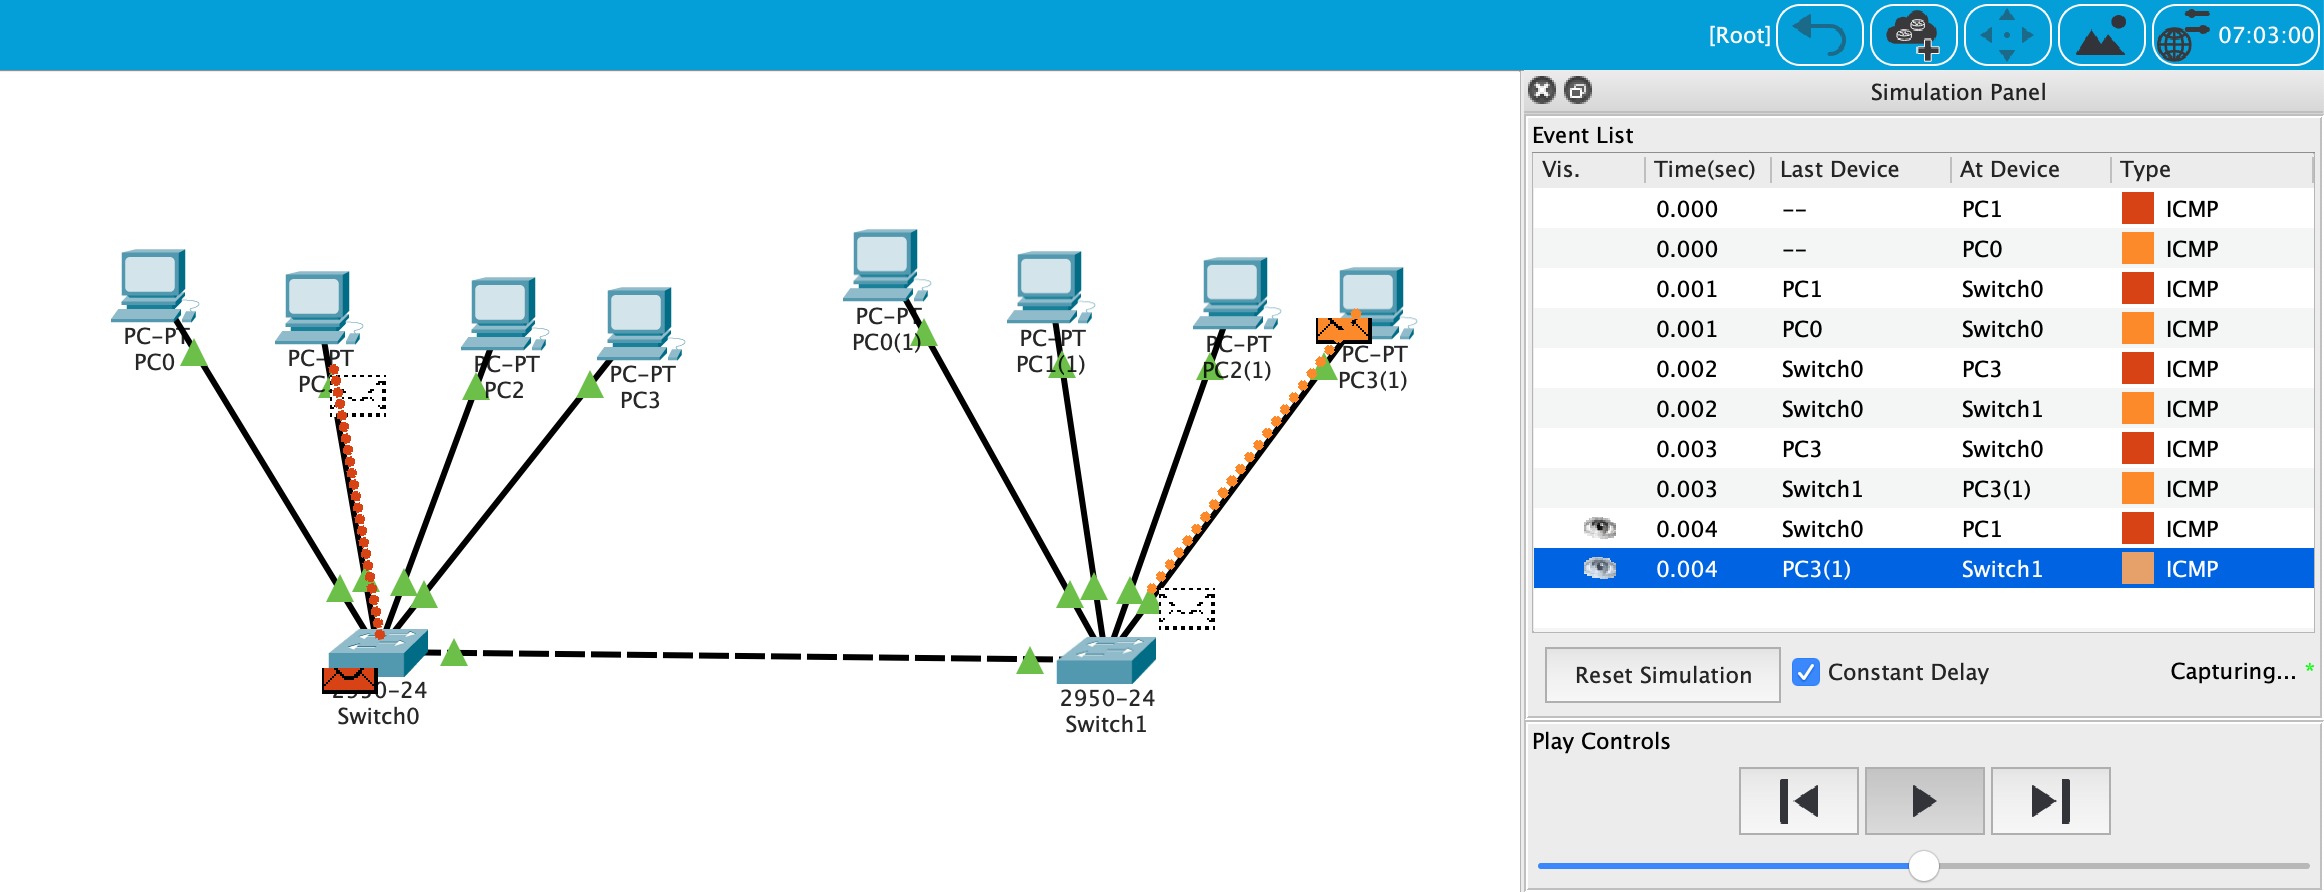 [Root] 07:03:00
Simulation Panel
Event List
Vis. Time(sec) Last Device At Device Type
0.000 -- PC1 ICMP
0.000 -- PC0 ICMP
0.001 PC1 Switch0 ICMP
0.001 PC0 Switch0 ICMP
0.002 Switch0 PC3 ICMP
0.002 Switch0 Switch1 ICMP
0.003 PC3 Switch0 ICMP
0.003 Switch1 PC3(1) ICMP
0.004 Switch0 PC1 ICMP
0.004 PC3(1) Switch1 ICMP
Reset Simulation Constant Delay Capturing... *
Play Controls
PC-PT
PC0
PC-PT
PC
PC-PT
PC2
PC-PT
PC3
PC-PT
PC0(1)
PC-PT
PC1(1)
PC-PT
PC2(1)
PC-PT
PC3(1)
2950-24
Switch0
2950-24
Switch1